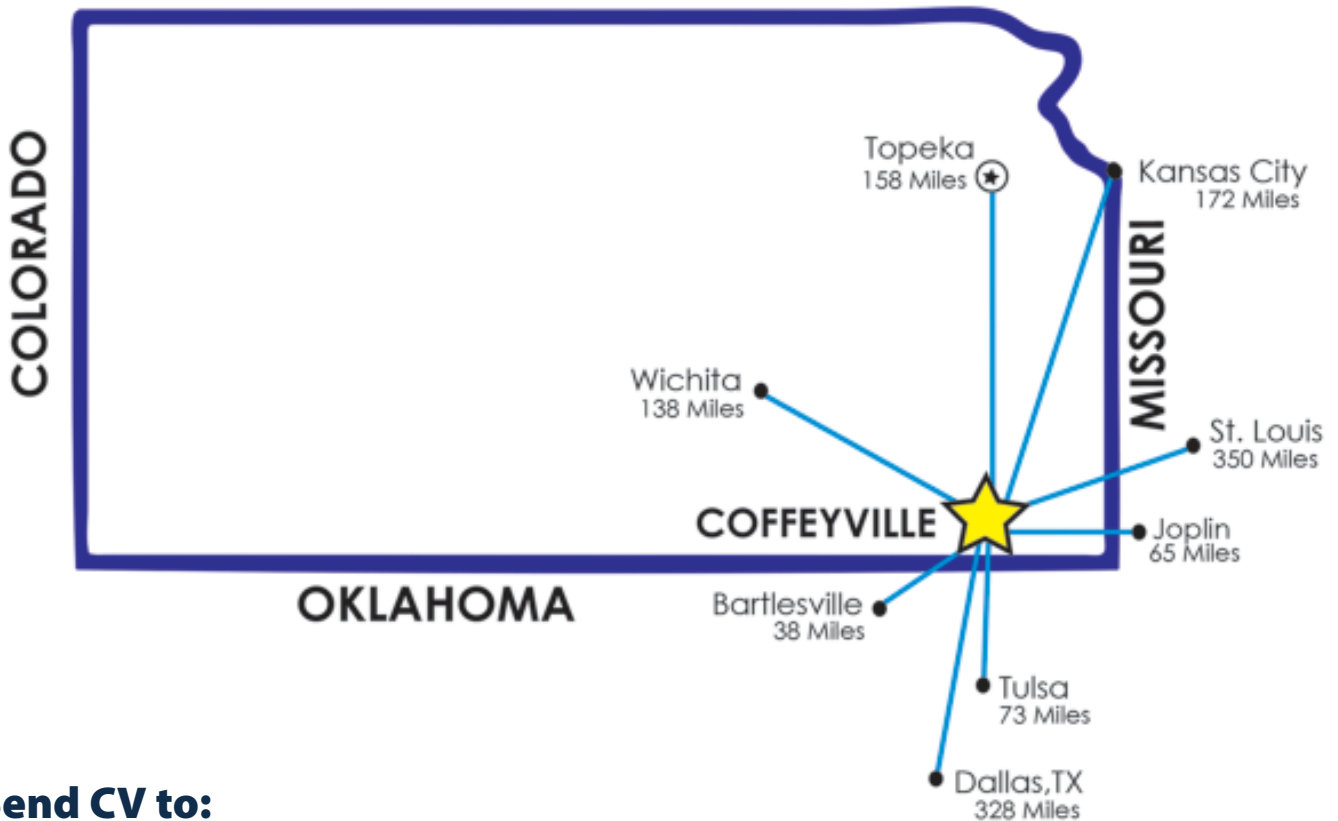 COLORADO
Topeka
158 Miles
Kansas City
172 Miles
MISSOURI
Wichita
138 Miles
St. Louis
350 Miles
COFFEYVILLE
Joplin
65 Miles
OKLAHOMA
Bartlesville
38 Miles
Tulsa
73 Miles
Dallas,TX
328 Miles
end CV to: